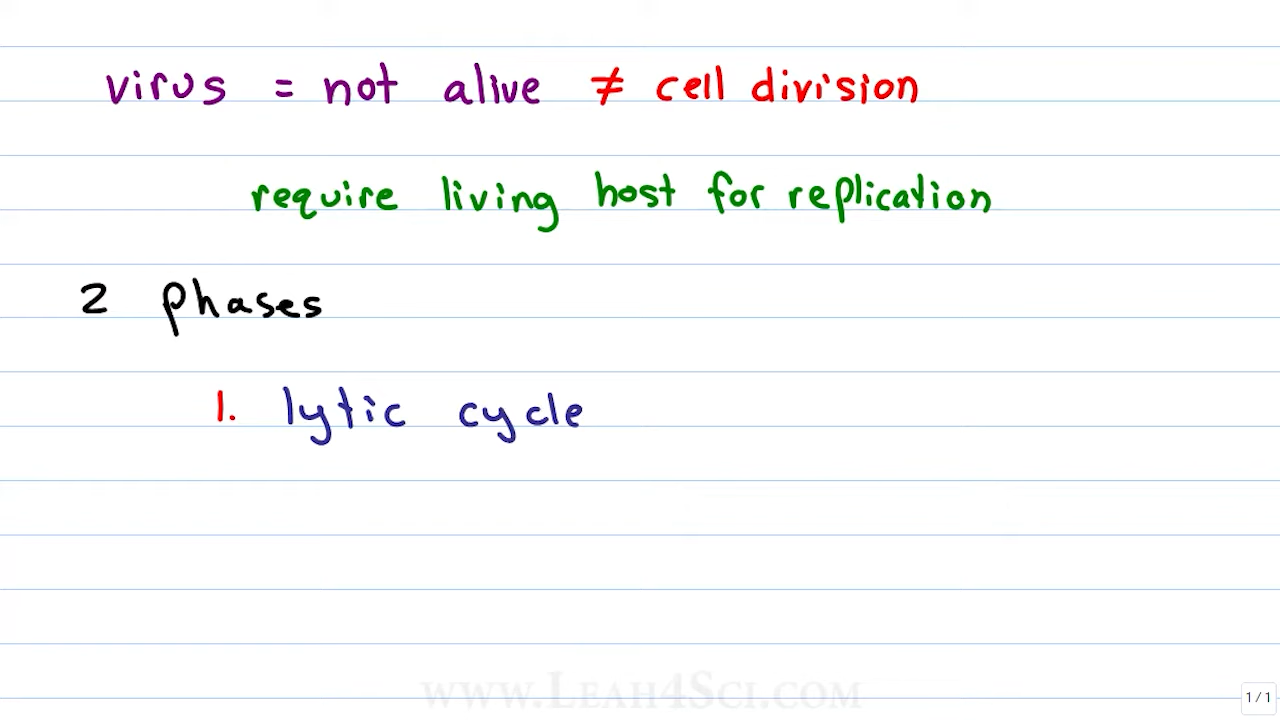 virus = not alive ≠ cell division
require living host for replication
2 phases
1. lytic cycle
www.Leah4Sci.com
1/1